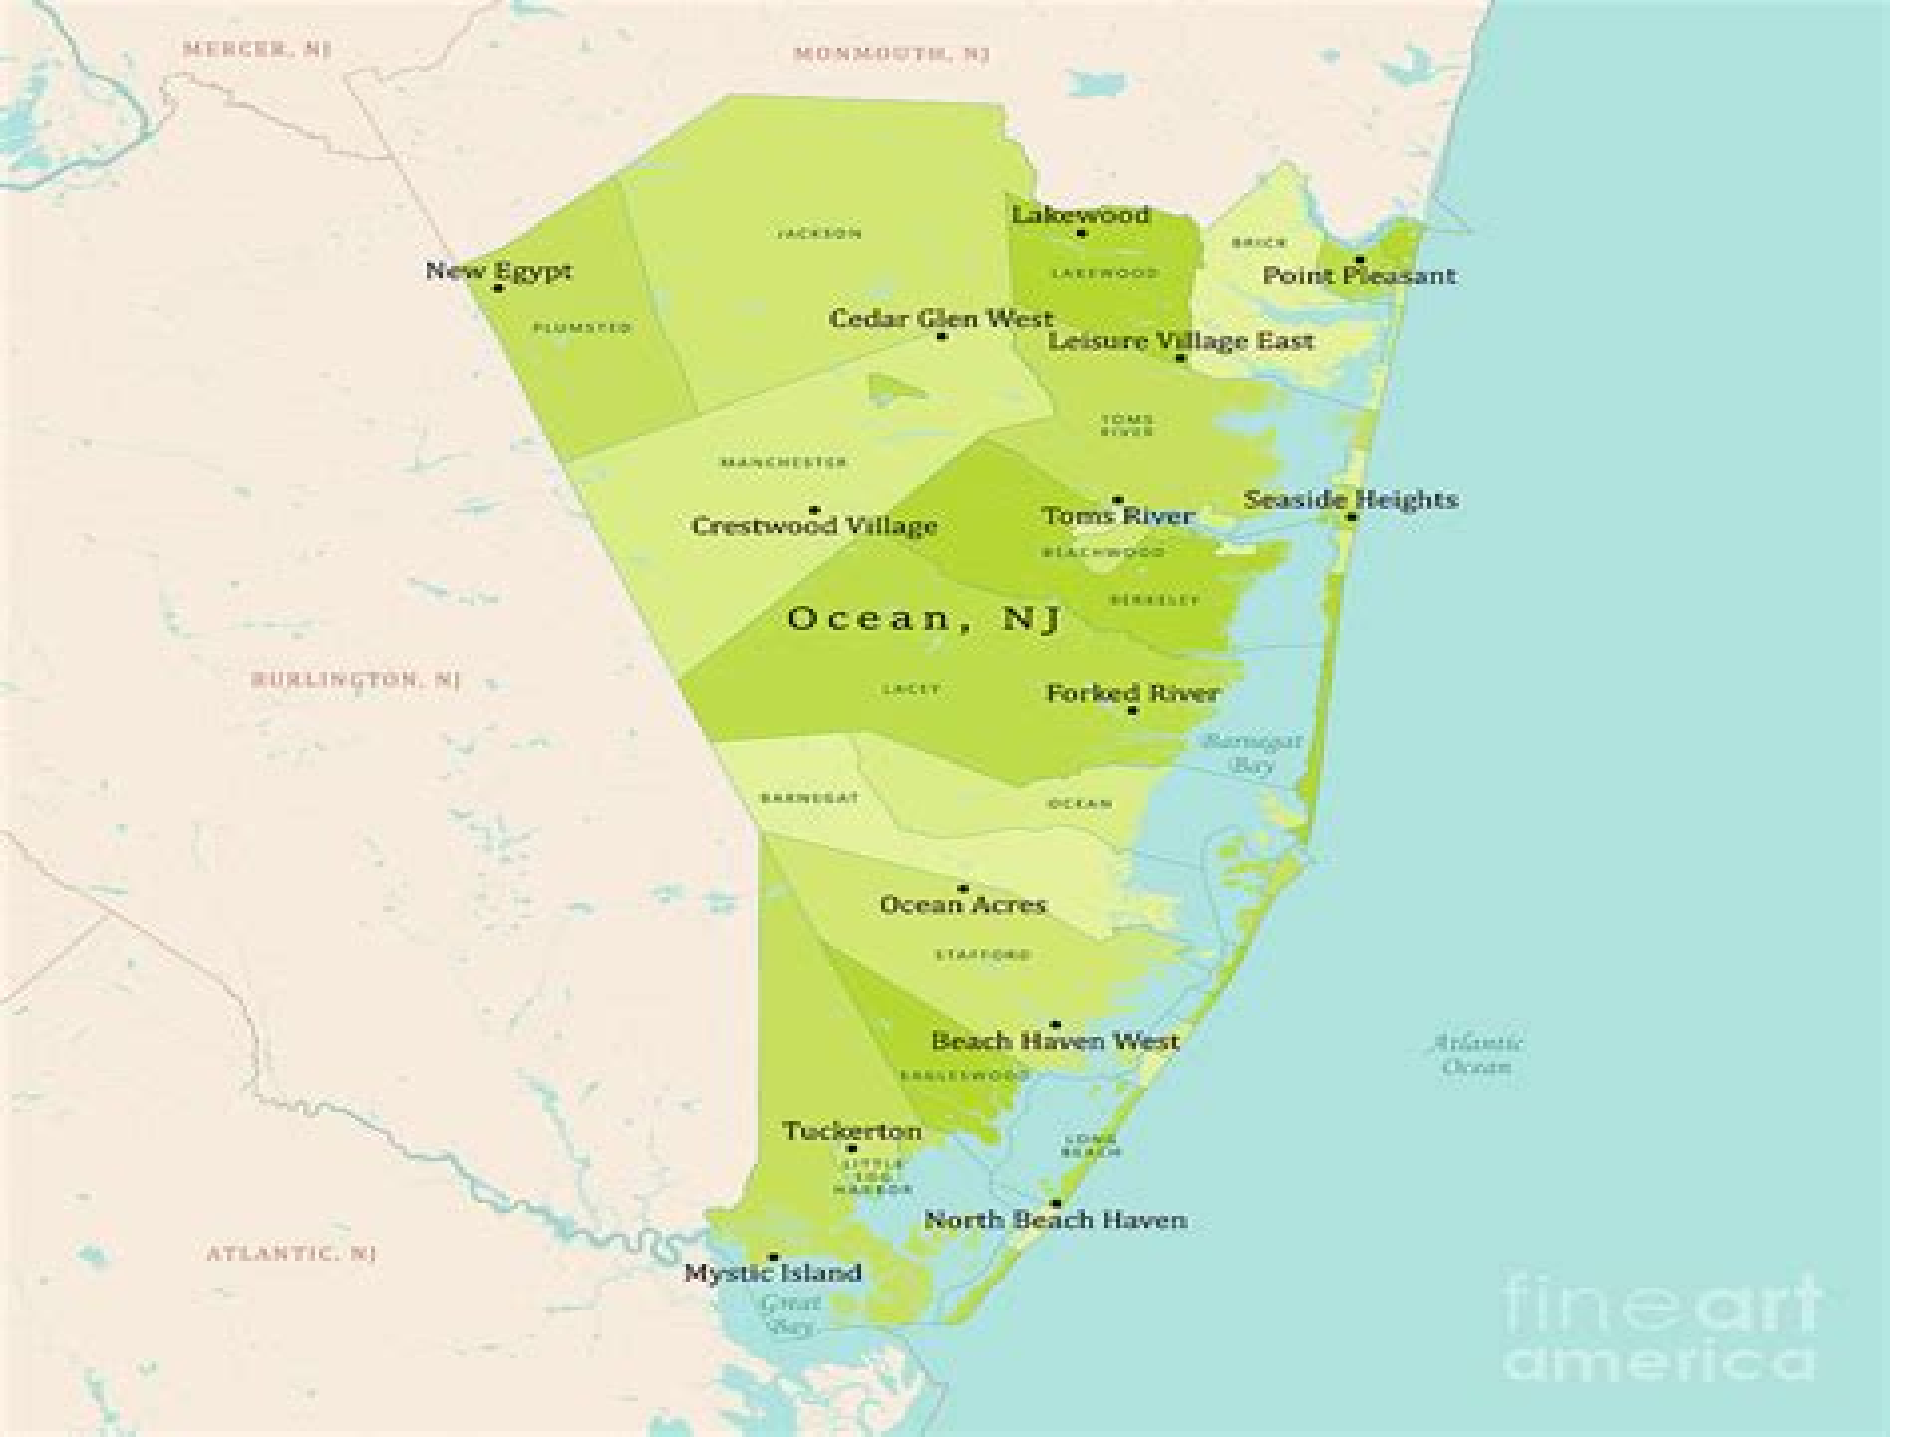 MERCER, NJ
MONMOUTH, NJ
Lakewood
JACKSON
BRICK
New Egypt
LAKEWOOD
Point Pleasant
PLUMSTED
Cedar Glen West
Leisure Village East
TOMS
RIVER
MANCHESTER
Seaside Heights
Crestwood Village
Toms River
BEACHWOOD
BERKELEY
Ocean, NJ
BURLINGTON, NJ
LACEY
Forked River
Barnegat
Bay
BARNEGAT
OCEAN
Ocean Acres
STAFFORD
Beach Haven West
Atlantic
Ocean
EAGLESWOOD
Tuckerton
LONG
BEACH
LITTLE
EGG
HARBOR
North Beach Haven
ATLANTIC, NJ
Mystic Island
Great
Bay
fineart
america